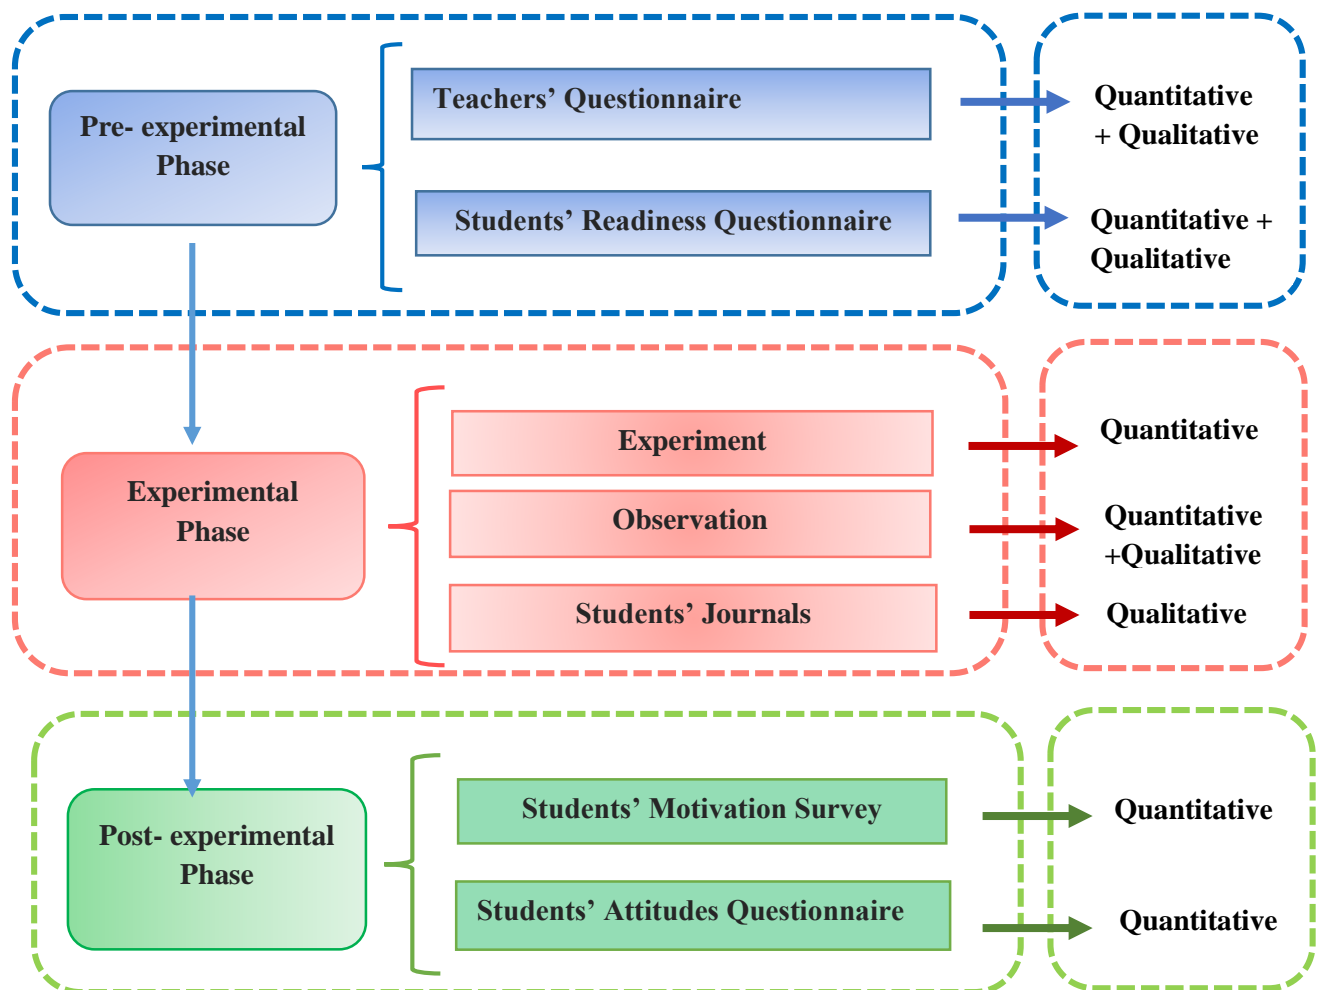 Pre- experimental
Phase
Teachers’ Questionnaire
Quantitative
+ Qualitative
Students’ Readiness Questionnaire
Quantitative +
Qualitative
Experimental
Phase
Experiment
Quantitative
Observation
Quantitative
+Qualitative
Students’ Journals
Qualitative
Post- experimental
Phase
Students’ Motivation Survey
Quantitative
Students’ Attitudes Questionnaire
Quantitative